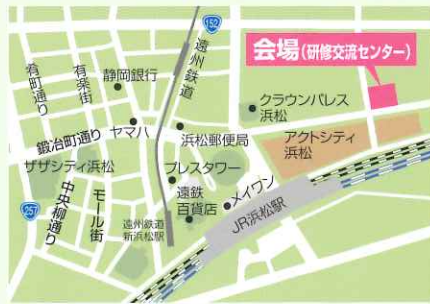 152
会場(研修交流センター)
遠州鉄道
静岡銀行
有楽街
肴町通り
クラウンパレス
浜松
ヤマハ
鍛冶町通り
浜松郵便局
アクトシティ
浜松
ザザシティ浜松
プレスタワー
メイワン
遠鉄
百貨店
JR浜松駅
中央柳通り
モール街
257
遠州鉄道
新浜松駅